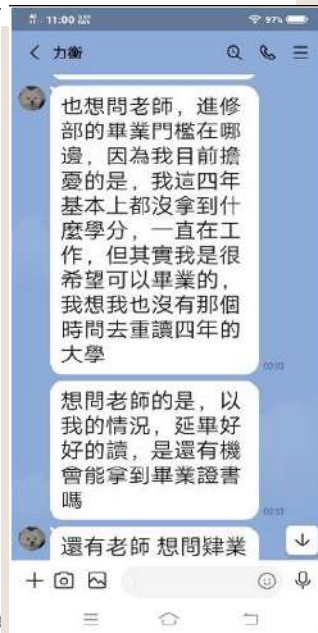 11:00
97%
力衡
也想問老師，進修
部的畢業門檻在哪
邊，因為我目前擔
憂的是，我這四年
基本上都沒拿到什
麼學分，一直在工
作，但其實我是很
希望可以畢業的，
我想我也沒有那個
時間去重讀四年的
大學
想問老師的是，以
我的情況，延畢好
好的讀，是還有機
會能拿到畢業證書
嗎
還有老師 想問肄業